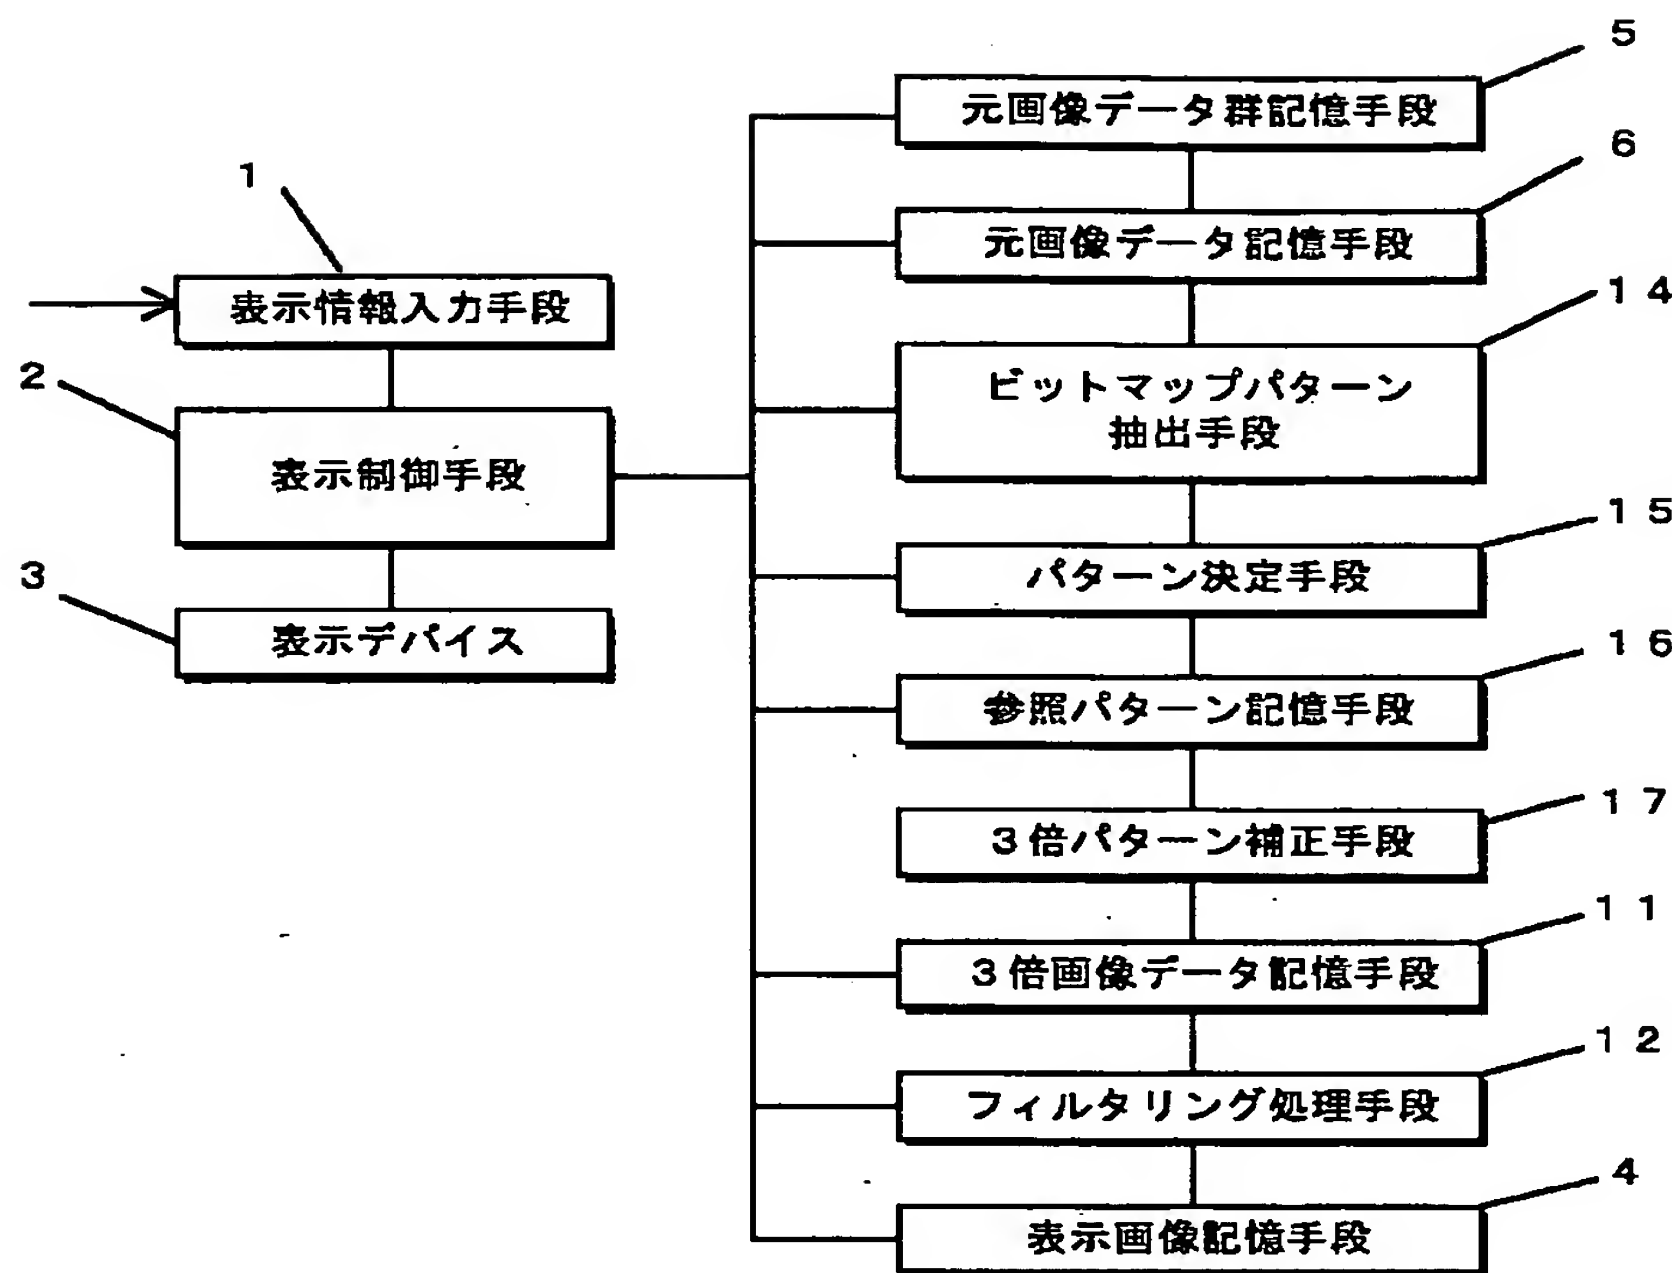 1
表示情報入力手段
2
表示制御手段
3
表示デバイス
5
元画像データ群記憶手段
6
元画像データ記憶手段
14
ビットマップパターン
抽出手段
15
パターン決定手段
16
参照パターン記憶手段
17
3倍パターン補正手段
11
3倍画像データ記憶手段
12
フィルタリング処理手段
4
表示画像記憶手段